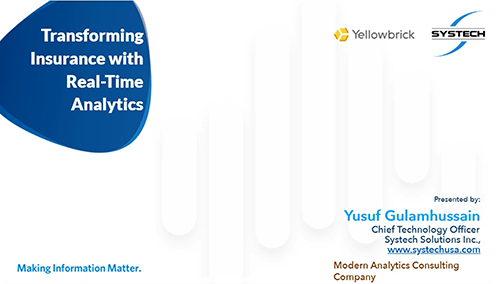 Transforming
Insurance with
Real-Time
Analytics
Yellowbrick
SYSTECH
Presented by:
Yusuf Gulamhussain
Chief Technology Officer
Systech Solutions Inc.,
www.systechusa.com
Making Information Matter.
Modern Analytics Consulting
Company